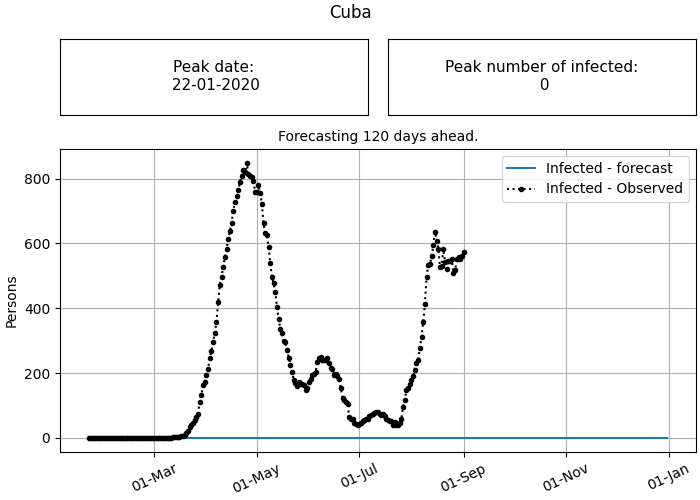 Cuba
Peak date:
22-01-2020
Peak number of infected:
0
Forecasting 120 days ahead.
Infected - forecast
Infected - Observed
Persons
800
600
400
200
0
01-Mar
01-May
01-Jul
01-Sep
01-Nov
01-Jan